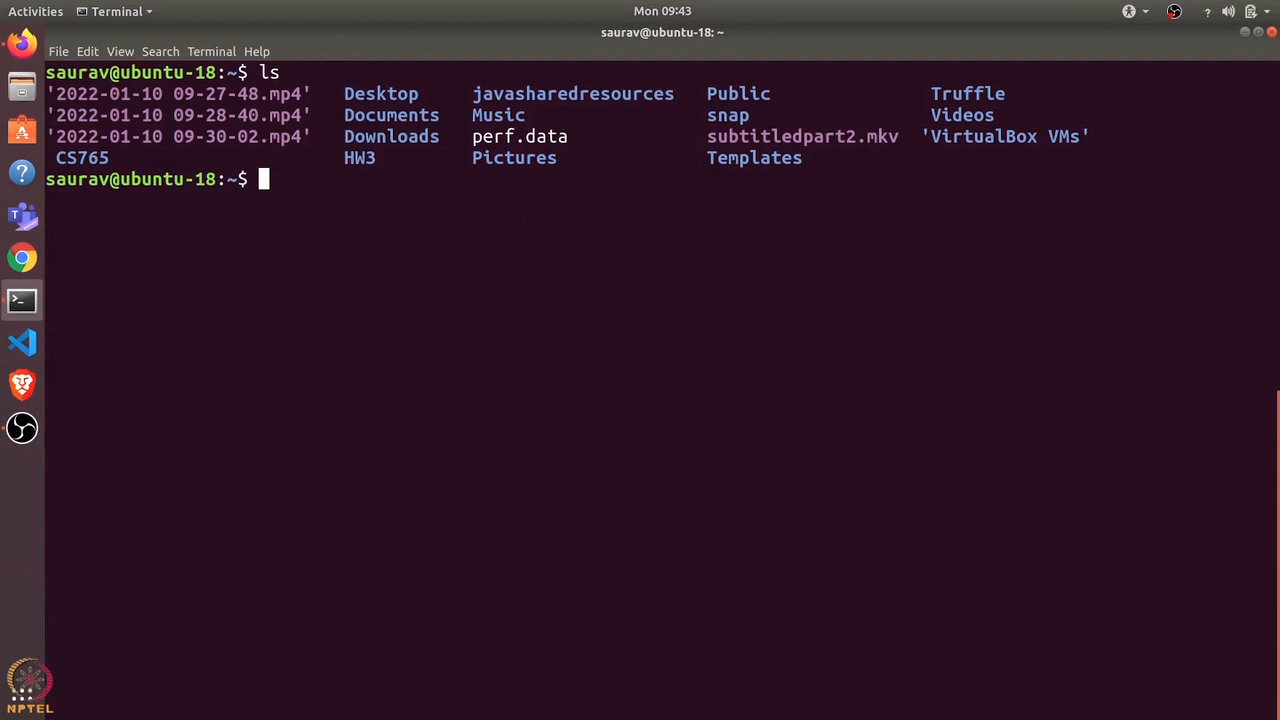 Activities Terminal Mon 09:43
saurav@ubuntu-18: ~
File Edit View Search Terminal Help
saurav@ubuntu-18:~$ ls
'2022-01-10 09-27-48.mp4' Desktop javasharedresources Public Truffle
'2022-01-10 09-28-40.mp4' Documents Music snap Videos
'2022-01-10 09-30-02.mp4' Downloads perf.data subtitledpart2.mkv 'VirtualBox VMs'
CS765 HW3 Pictures Templates
saurav@ubuntu-18:~$
NPTEL